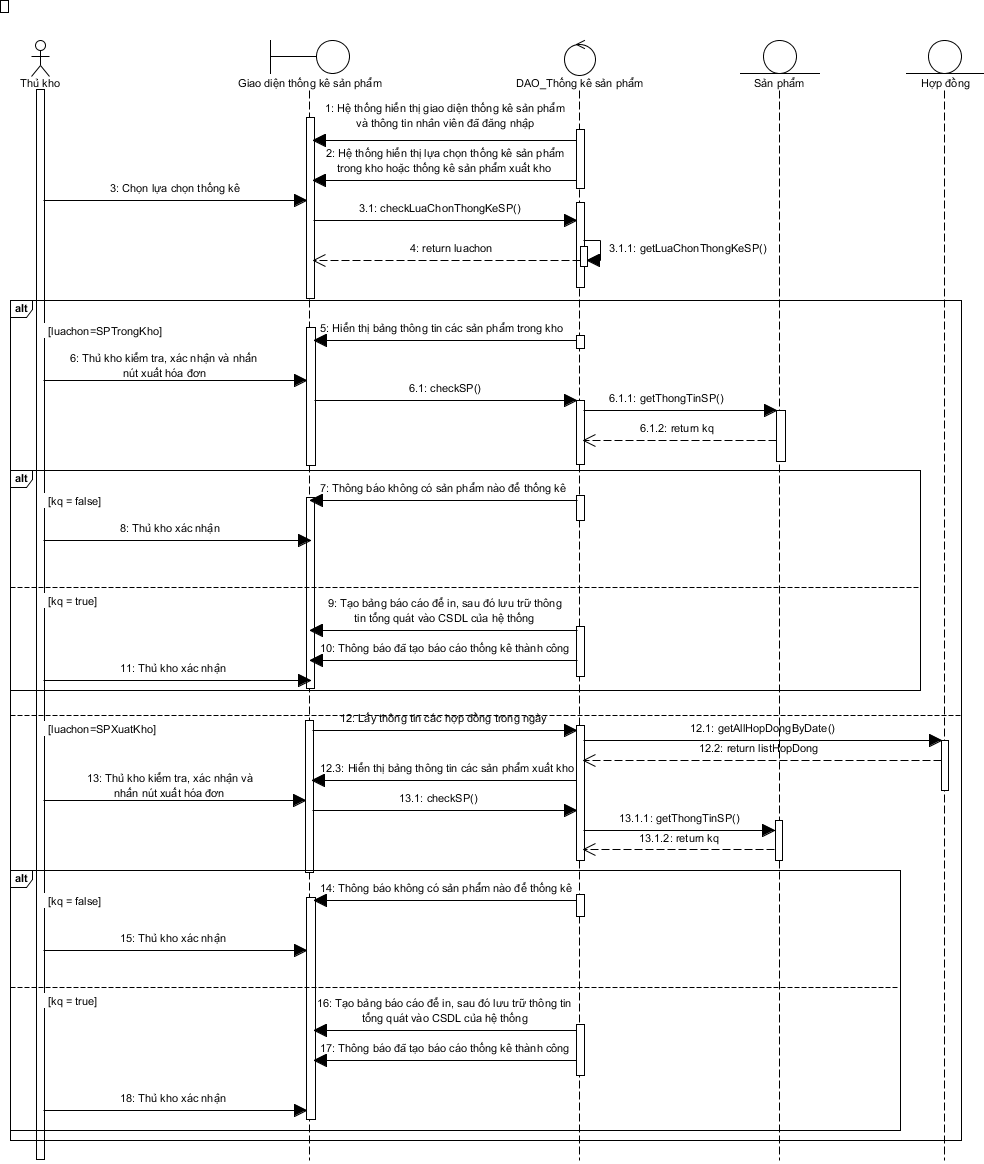 Thủ kho
Giao diện thống kê sản phẩm
DAO_Thống kê sản phẩm
Sản phẩm
Hợp đồng
1: Hệ thống hiển thị giao diện thống kê sản phẩm
và thông tin nhân viên đã đăng nhập
2: Hệ thống hiển thị lựa chọn thống kê sản phẩm
trong kho hoặc thống kê sản phẩm xuất kho
3: Chọn lựa chọn thống kê
3.1: checkLuaChonThongKeSP()
3.1.1: getLuaChonThongKeSP()
4: return luachon
alt
[luachon=SPTrongKho]
5: Hiển thị bảng thông tin các sản phẩm trong kho
6: Thủ kho kiểm tra, xác nhận và nhấn
nút xuất hóa đơn
6.1: checkSP()
6.1.1: getThongTinSP()
6.1.2: return kq
alt
[kq = false]
7: Thông báo không có sản phẩm nào để thống kê
8: Thủ kho xác nhận
[kq = true]
9: Tạo bảng báo cáo để in, sau đó lưu trữ thông
tin tổng quát vào CSDL của hệ thống
10: Thông báo đã tạo báo cáo thống kê thành công
11: Thủ kho xác nhận
[luachon=SPXuatKho]
12: Lấy thông tin các hợp đồng trong ngày
12.1: getAllHopDongByDate()
12.2: return listHopDong
12.3: Hiển thị bảng thông tin các sản phẩm xuất kho
13: Thủ kho kiểm tra, xác nhận và
nhấn nút xuất hóa đơn
13.1: checkSP()
13.1.1: getThongTinSP()
13.1.2: return kq
alt
[kq = false]
14: Thông báo không có sản phẩm nào để thống kê
15: Thủ kho xác nhận
[kq = true]
16: Tạo bảng báo cáo để in, sau đó lưu trữ thông tin
tổng quát vào CSDL của hệ thống
17: Thông báo đã tạo báo cáo thống kê thành công
18: Thủ kho xác nhận